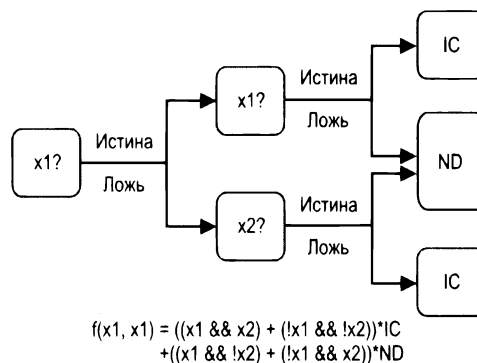 IC
Истина
x1?
Ложь
Истина
x1?
Ложь
ND
Истина
x2?
Ложь
IC
f(x1, x1) = ((x1 && x2) + (!x1 && !x2))*IC
+((x1 && !x2) + (!x1 && x2))*ND